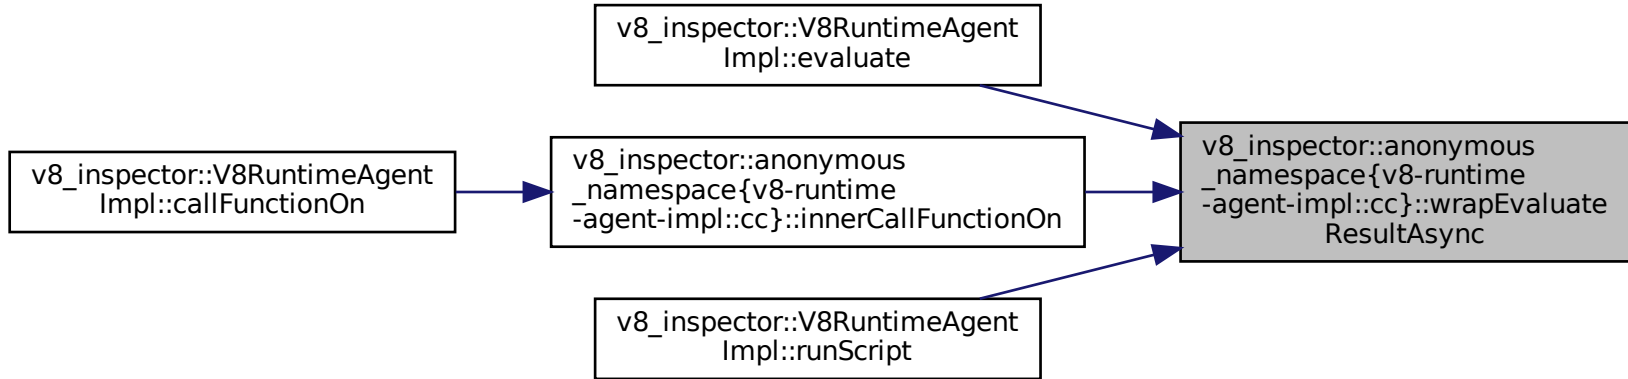 v8_inspector::V8RuntimeAgent
Impl::evaluate
v8_inspector::V8RuntimeAgent
Impl::callFunctionOn
v8_inspector::anonymous
_namespace{v8-runtime
-agent-impl::cc}::innerCallFunctionOn
v8_inspector::anonymous
_namespace{v8-runtime
-agent-impl::cc}::wrapEvaluate
ResultAsync
v8_inspector::V8RuntimeAgent
Impl::runScript